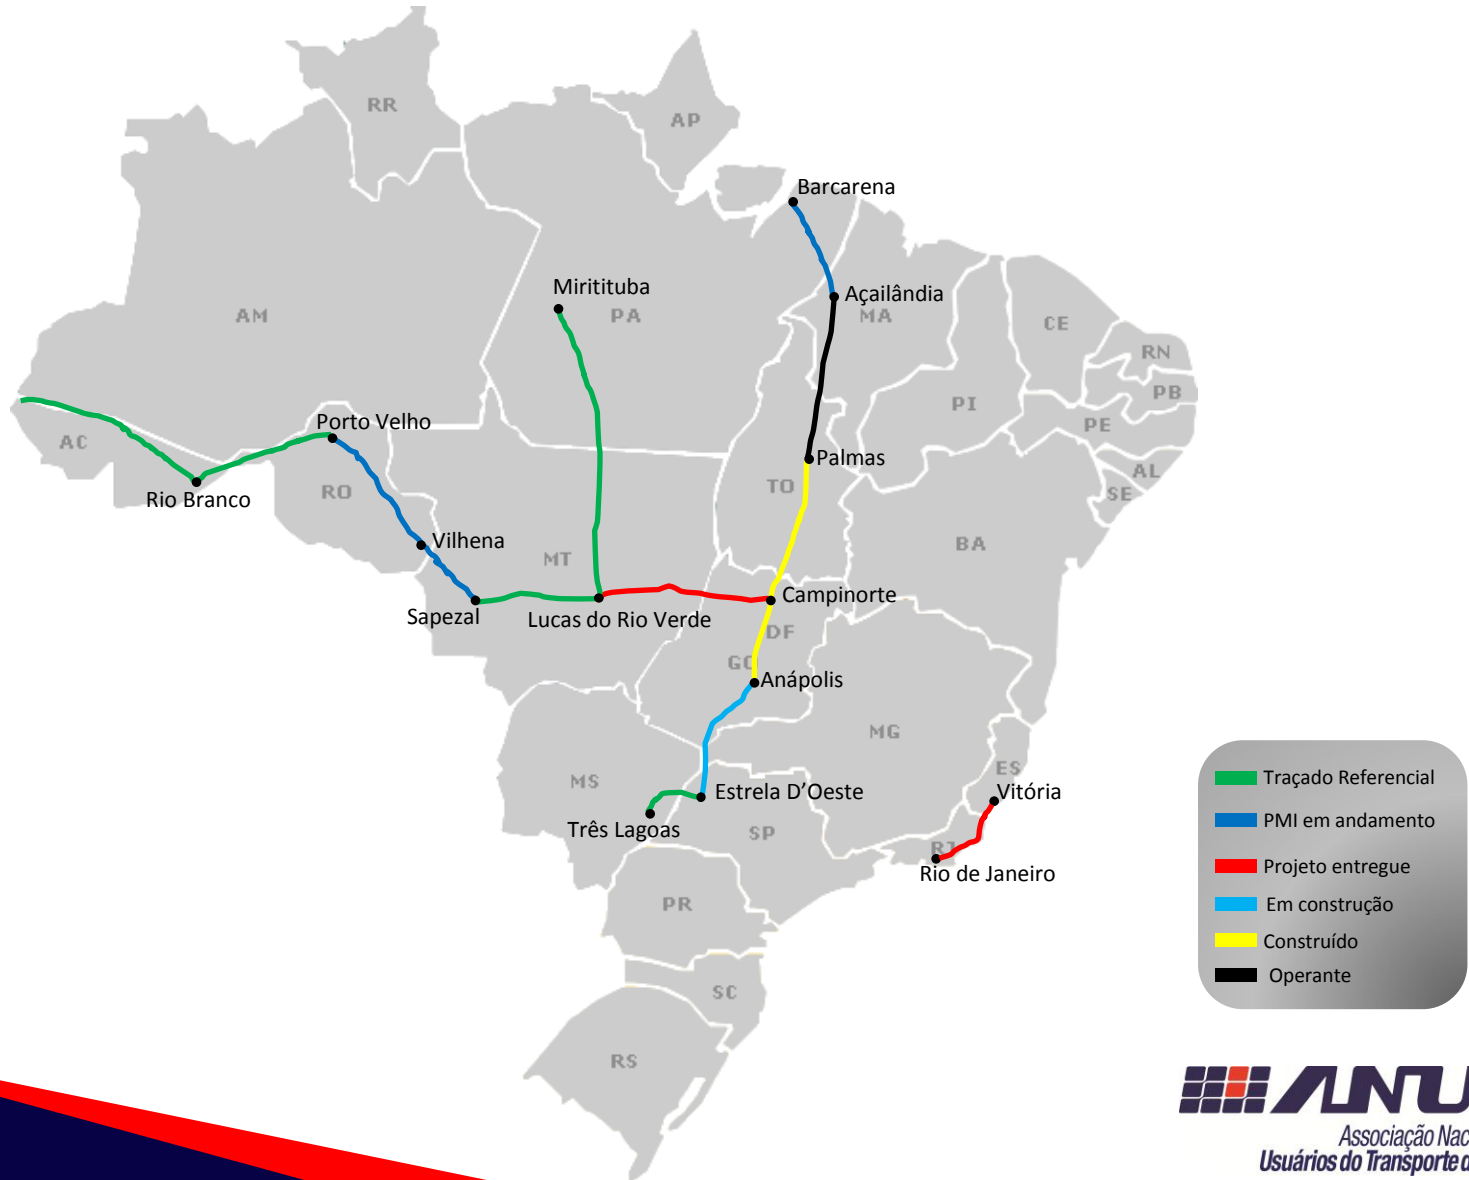 RR
AP
Barcarena
Miritituba
Açailândia
AM
PA
MA
CE
RN
PB
PI
PE
Porto Velho
AC
Palmas
AL
TO
SE
RO
Rio Branco
Vilhena
BA
MT
Campinorte
Sapezal
Lucas do Rio Verde
DF
GO
Anápolis
MG
ES
MS
Estrela D’Oeste
Vitória
Três Lagoas
SP
RJ
Rio de Janeiro
PR
SC
RS
Traçado Referencial
PMI em andamento
Projeto entregue
Em construção
Construído
Operante
ANU
Associação Nac
Usuários do Transporte d